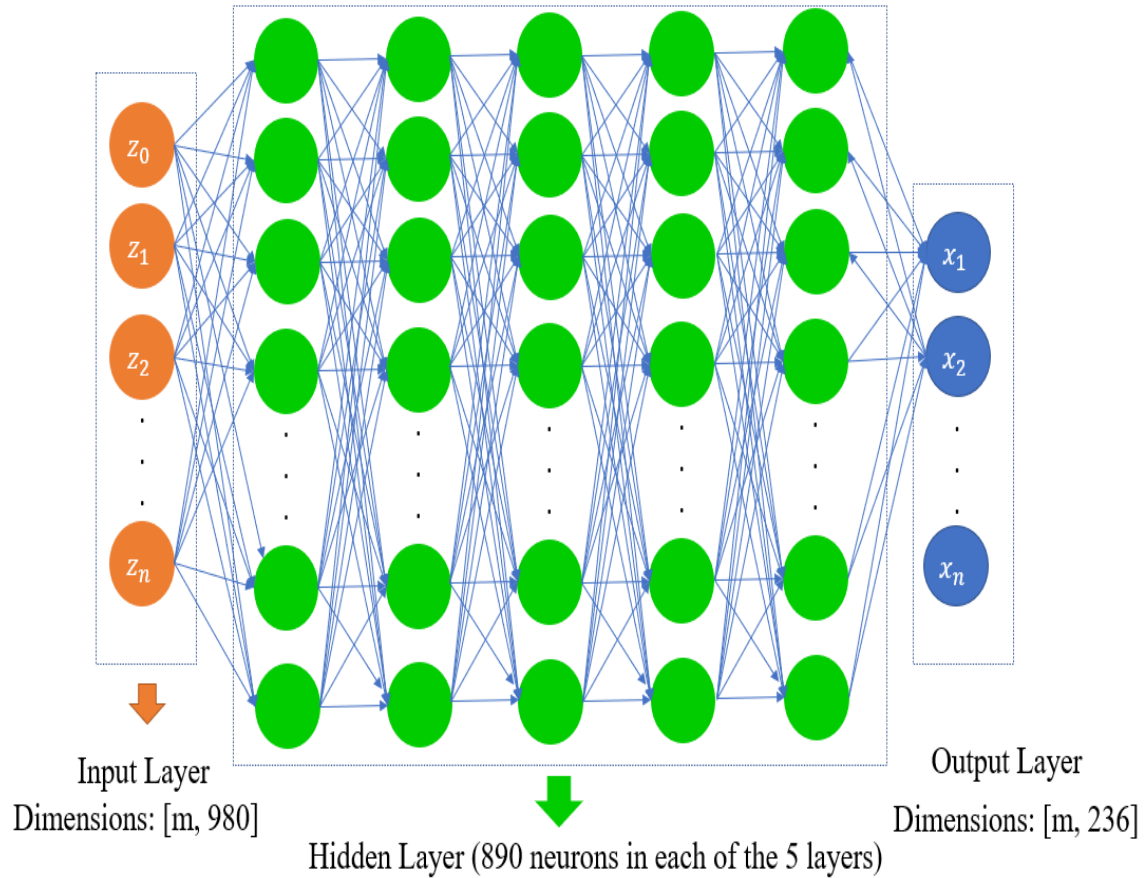 z₀
z₁
z₂
.
.
.
zₙ
x₁
x₂
.
.
.
xₙ
Input Layer
Dimensions: [m, 980]
Hidden Layer (890 neurons in each of the 5 layers)
Output Layer
Dimensions: [m, 236]